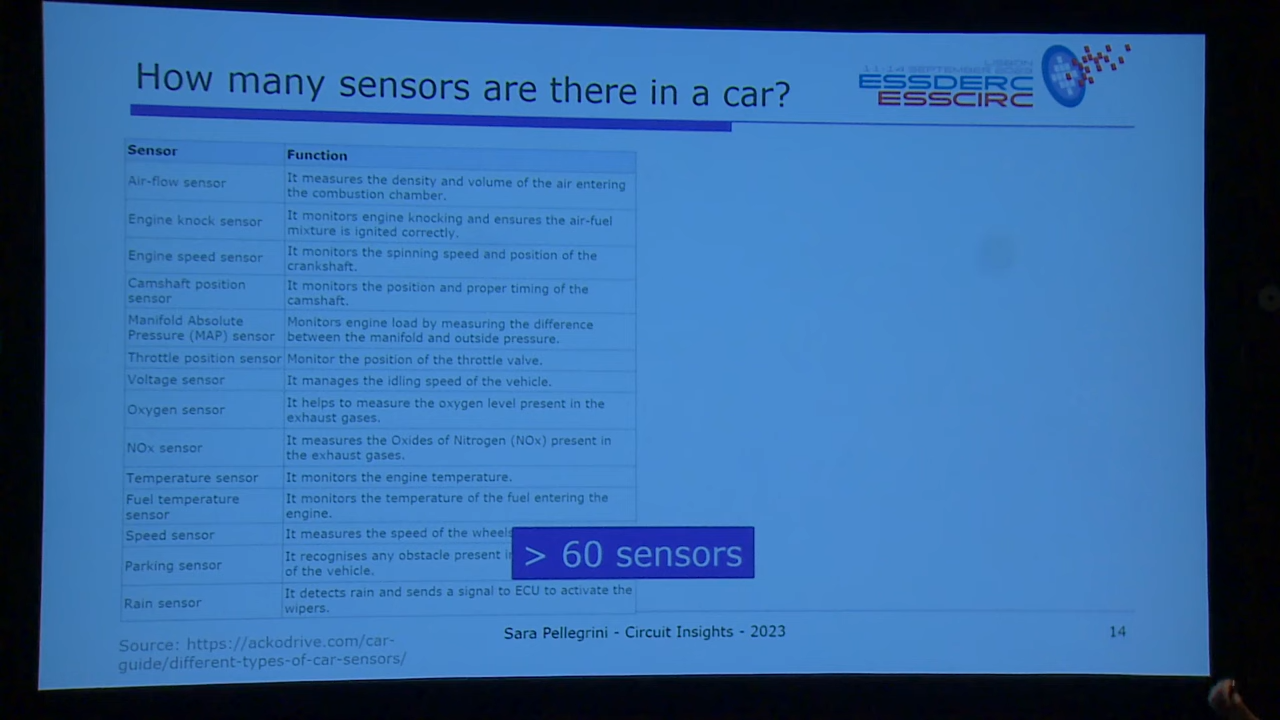 How many sensors are there in a car?
LISBON
11-14 SEPTEMBER 2023
ESSDERC
ESSCIRC
Sensor Function
Air-flow sensor It measures the density and volume of the air entering
the combustion chamber.
Engine knock sensor It monitors engine knocking and ensures the air-fuel
mixture is ignited correctly.
Engine speed sensor It monitors the spinning speed and position of the
crankshaft.
Camshaft position It monitors the position and proper timing of the
sensor camshaft.
Manifold Absolute Monitors engine load by measuring the difference
Pressure (MAP) sensor between the manifold and outside pressure.
Throttle position sensor Monitor the position of the throttle valve.
Voltage sensor It manages the idling speed of the vehicle.
Oxygen sensor It helps to measure the oxygen level present in the
exhaust gases.
NOx sensor It measures the Oxides of Nitrogen (NOx) present in
the exhaust gases.
Temperature sensor It monitors the engine temperature.
Fuel temperature It monitors the temperature of the fuel entering the
sensor engine.
Speed sensor It measures the speed of the wheels
Parking sensor It recognises any obstacle present
of the vehicle.
> 60 sensors
Rain sensor It detects rain and sends a signal to ECU to activate the
wipers.
Source: https://ackodrive.com/car-
guide/different-types-of-car-sensors/
Sara Pellegrini - Circuit Insights - 2023
14